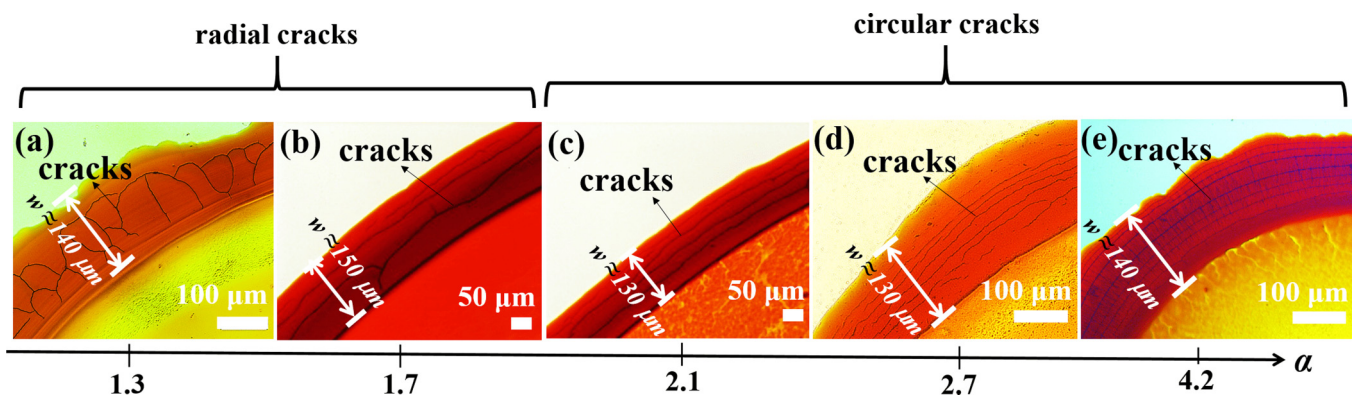 radial cracks
circular cracks
(a)
cracks
w ≈ 140 μm
100 μm
(b)
cracks
w ≈ 150 μm
50 μm
(c)
cracks
w ≈ 130 μm
50 μm
(d)
cracks
w ≈ 130 μm
100 μm
(e)
cracks
w ≈ 140 μm
100 μm
1.3
1.7
2.1
2.7
4.2
α